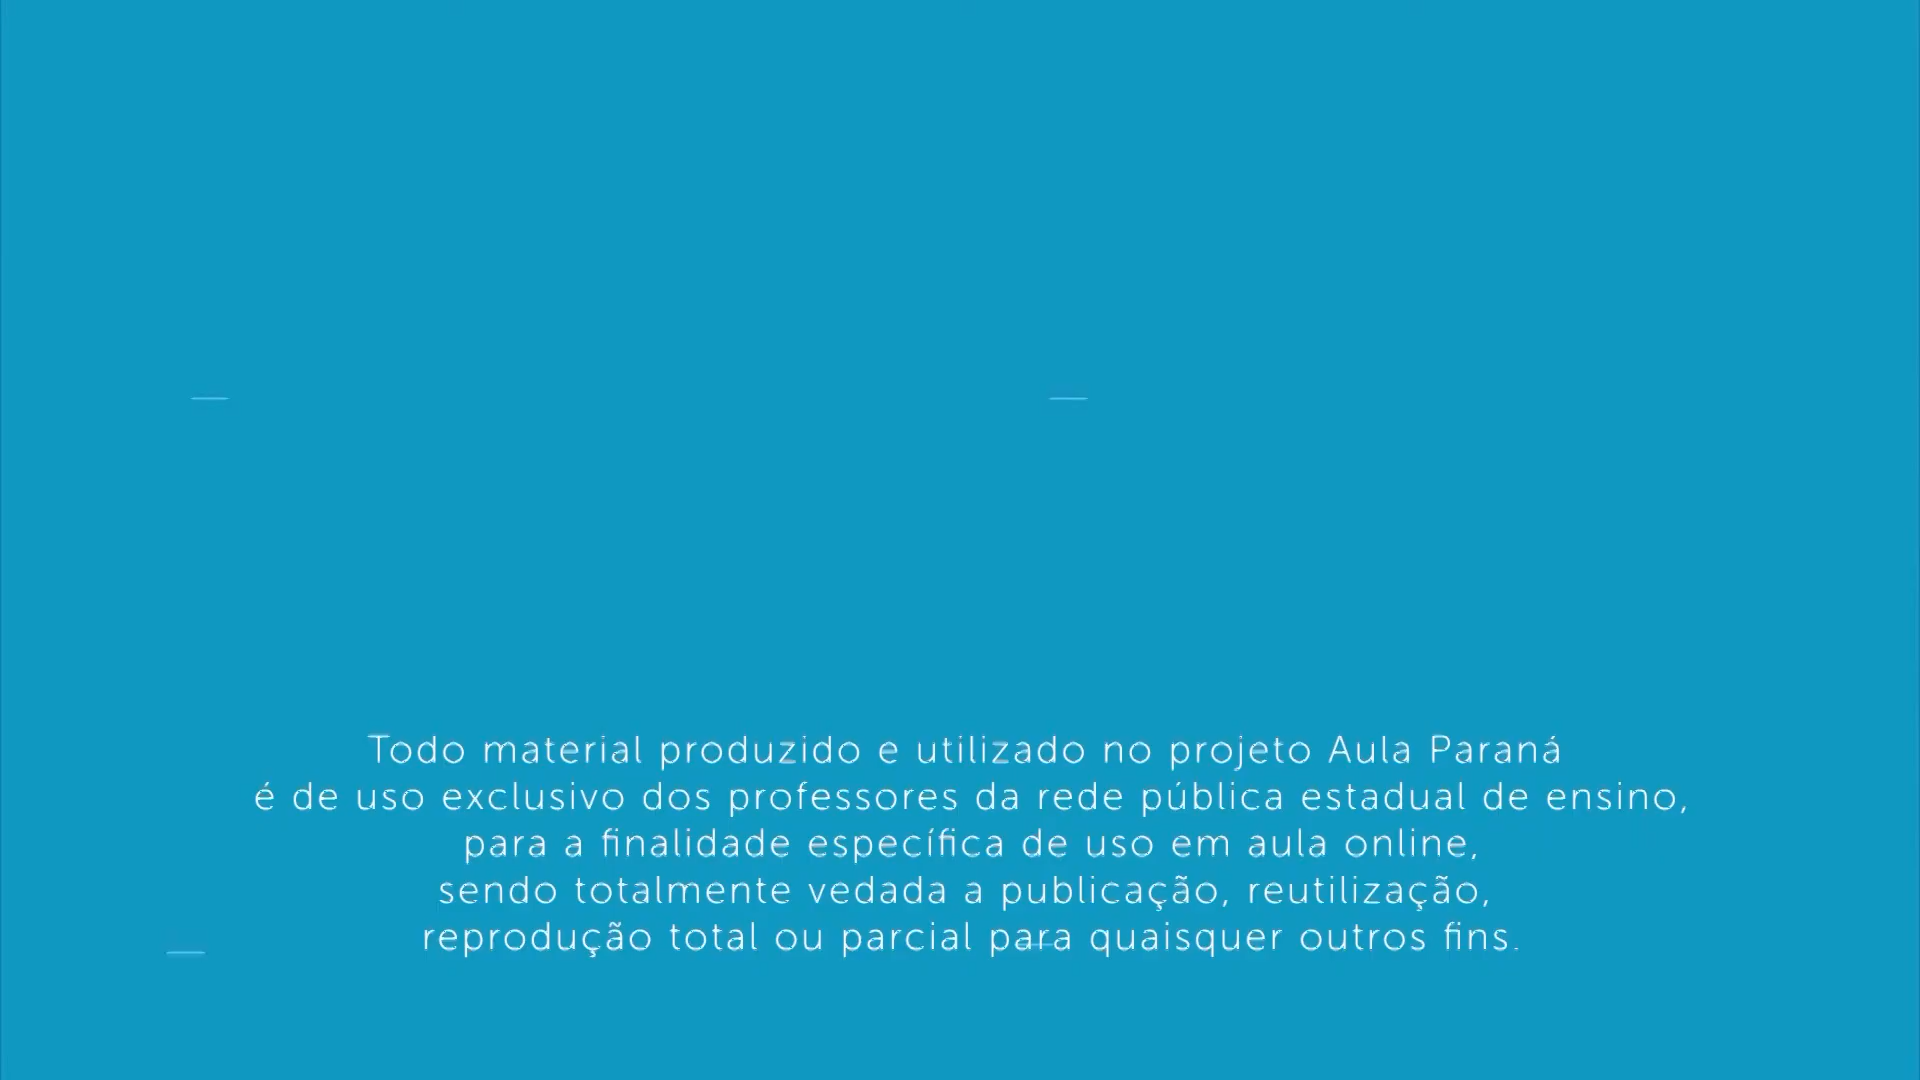 Todo material produzido e utilizado no projeto Aula Paraná
é de uso exclusivo dos professores da rede pública estadual de ensino,
para a finalidade específica de uso em aula online,
sendo totalmente vedada a publicação, reutilização,
reprodução total ou parcial para quaisquer outros fins.